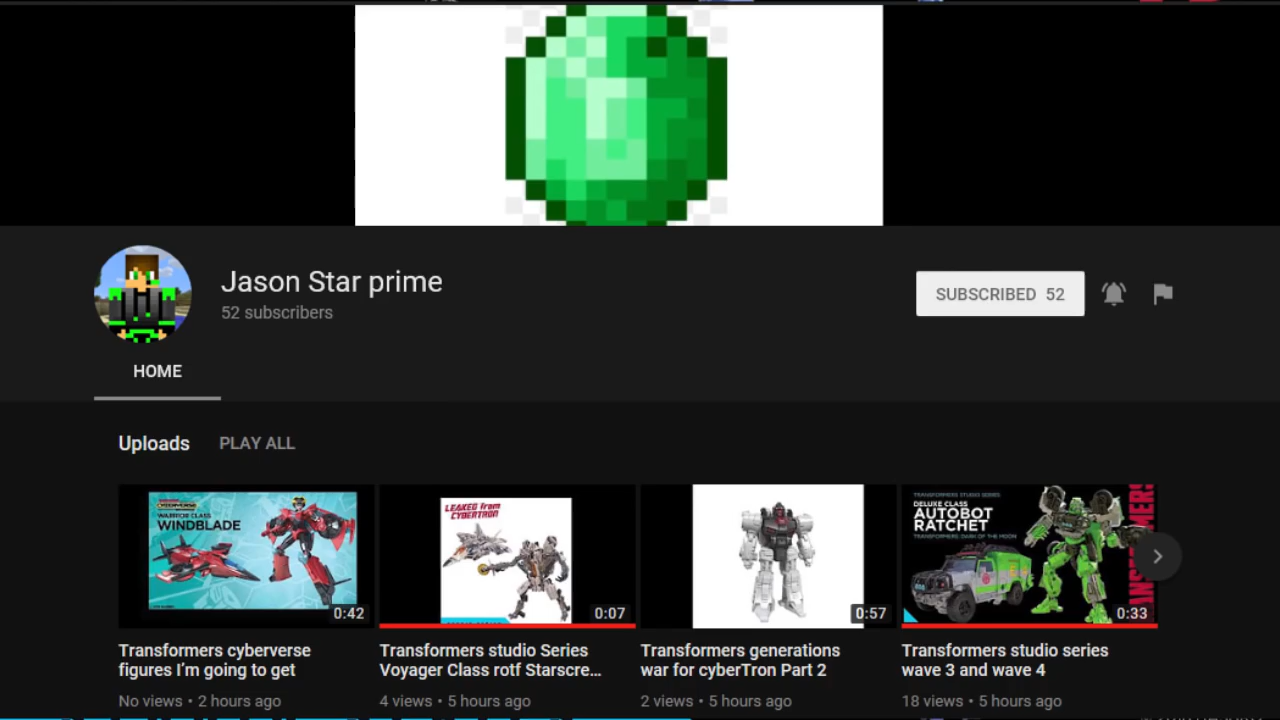 Jason Star prime
52 subscribers
SUBSCRIBED 52
HOME
Uploads PLAY ALL
CYBERVERSE
WARRIOR CLASS
WINDBLADE
0:42
LEAKED from
CYBERTRON
0:07
0:57
TRANSFORMERS STUDIO SERIES
DELUXE CLASS
AUTOBOT
RATCHET
TRANSFORMERS: DARK OF THE MOON
0:33
Transformers cyberverse
figures I'm going to get
No views • 2 hours ago
Transformers studio Series
Voyager Class rotf Starscre...
4 views • 5 hours ago
Transformers generations
war for cyberTron Part 2
2 views • 5 hours ago
Transformers studio series
wave 3 and wave 4
18 views • 5 hours ago